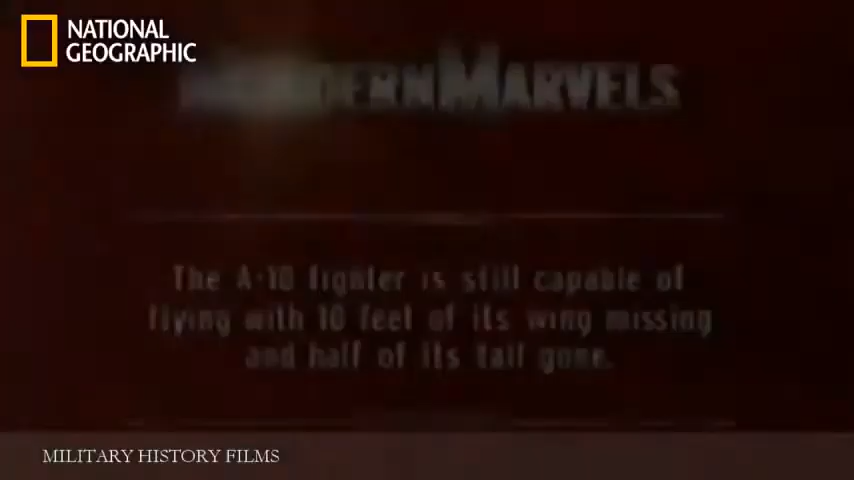 NATIONAL
GEOGRAPHIC
MODERN MARVELS
The A-10 fighter is still capable of
flying with 10 feet of its wing missing
and half of its tail gone.
MILITARY HISTORY FILMS